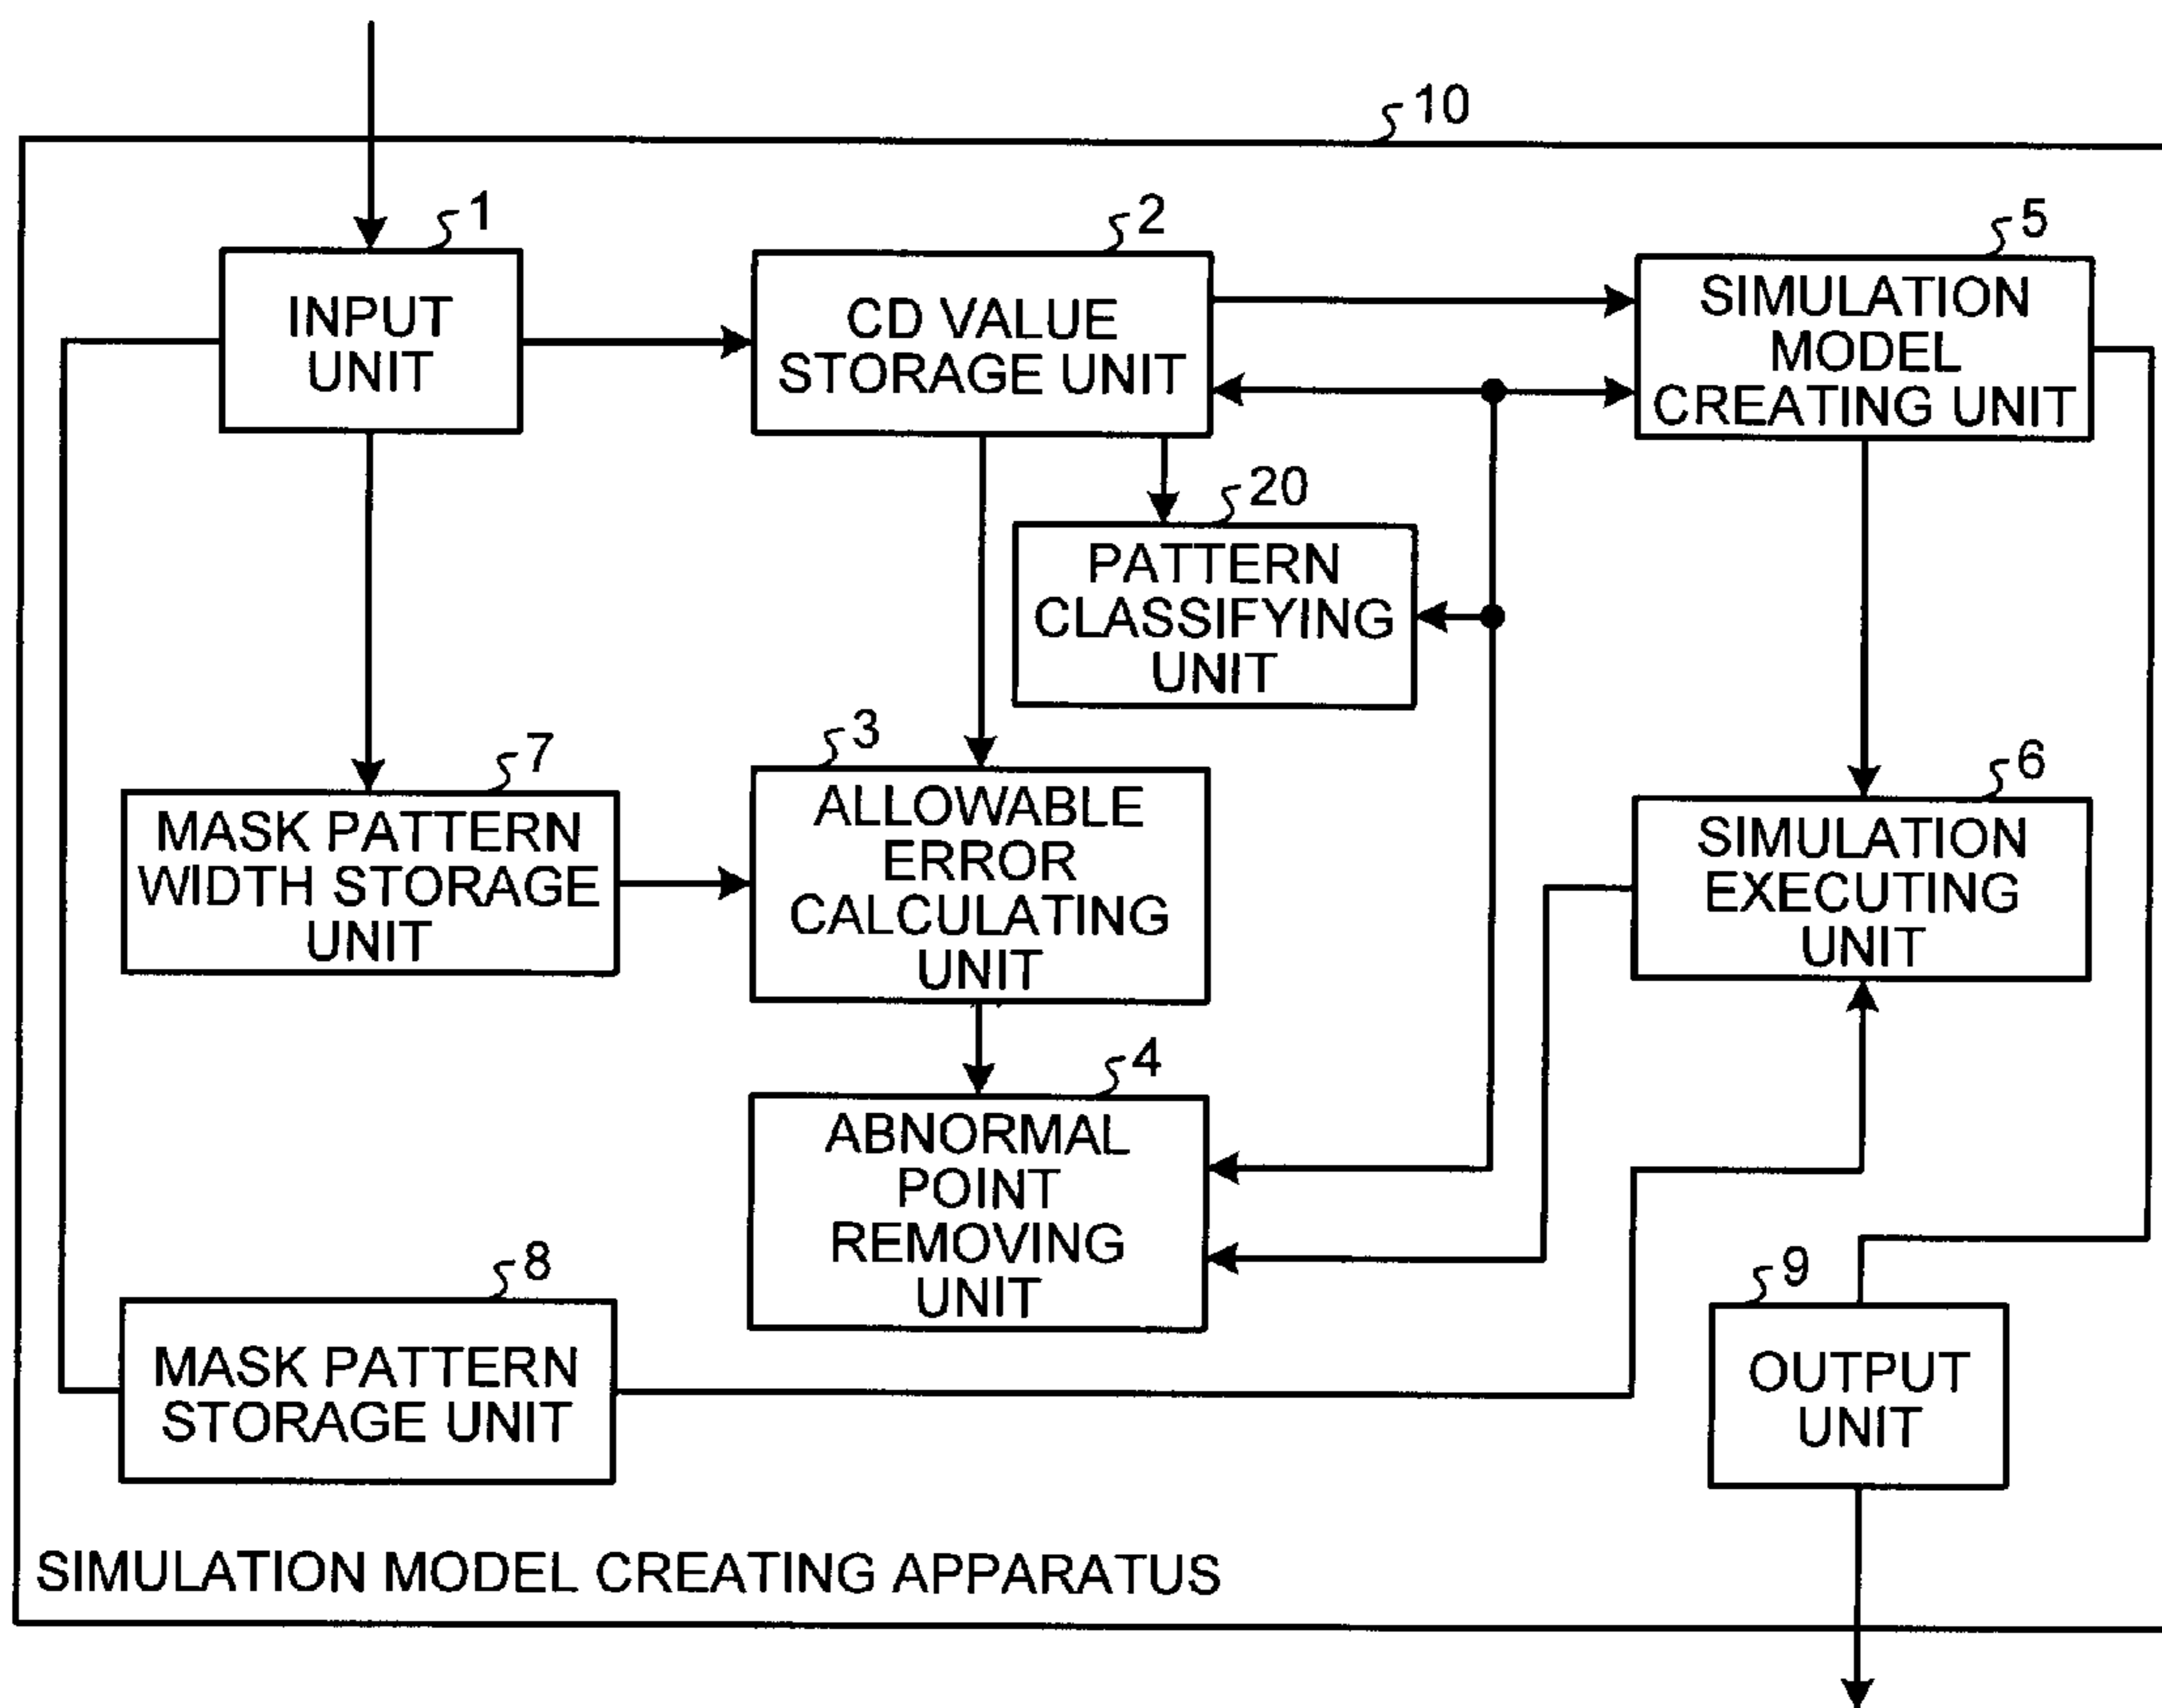 10
1
INPUT
UNIT
2
CD VALUE
STORAGE UNIT
5
SIMULATION
MODEL
CREATING UNIT
20
PATTERN
CLASSIFYING
UNIT
7
MASK PATTERN
WIDTH STORAGE
UNIT
3
ALLOWABLE
ERROR
CALCULATING
UNIT
6
SIMULATION
EXECUTING
UNIT
4
ABNORMAL
POINT
REMOVING
UNIT
8
MASK PATTERN
STORAGE UNIT
9
OUTPUT
UNIT
SIMULATION MODEL CREATING APPARATUS